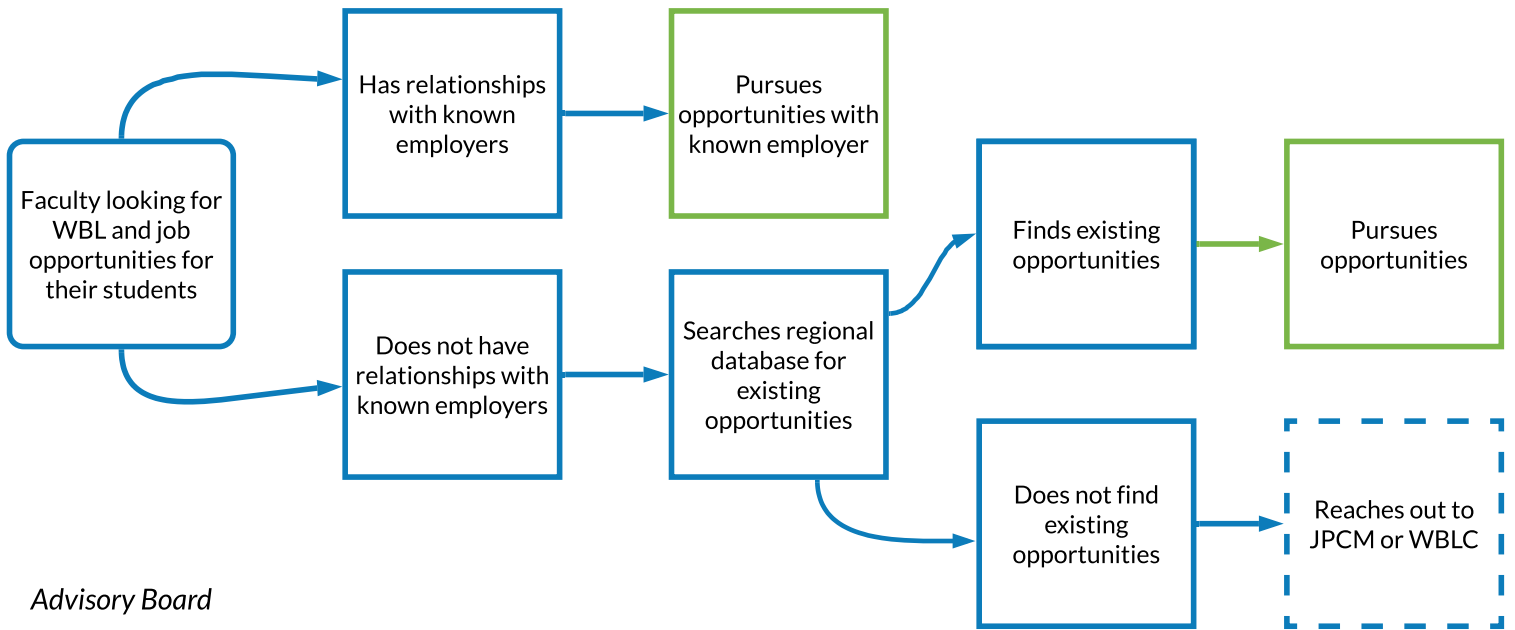 Has relationships
with known
employers
Pursues
opportunities with
known employer
Faculty looking for
WBL and job
opportunities for
their students
Finds existing
opportunities
Pursues
opportunities
Does not have
relationships with
known employers
Searches regional
database for
existing
opportunities
Does not find
existing
opportunities
Reaches out to
JPCM or WBLC
Advisory Board